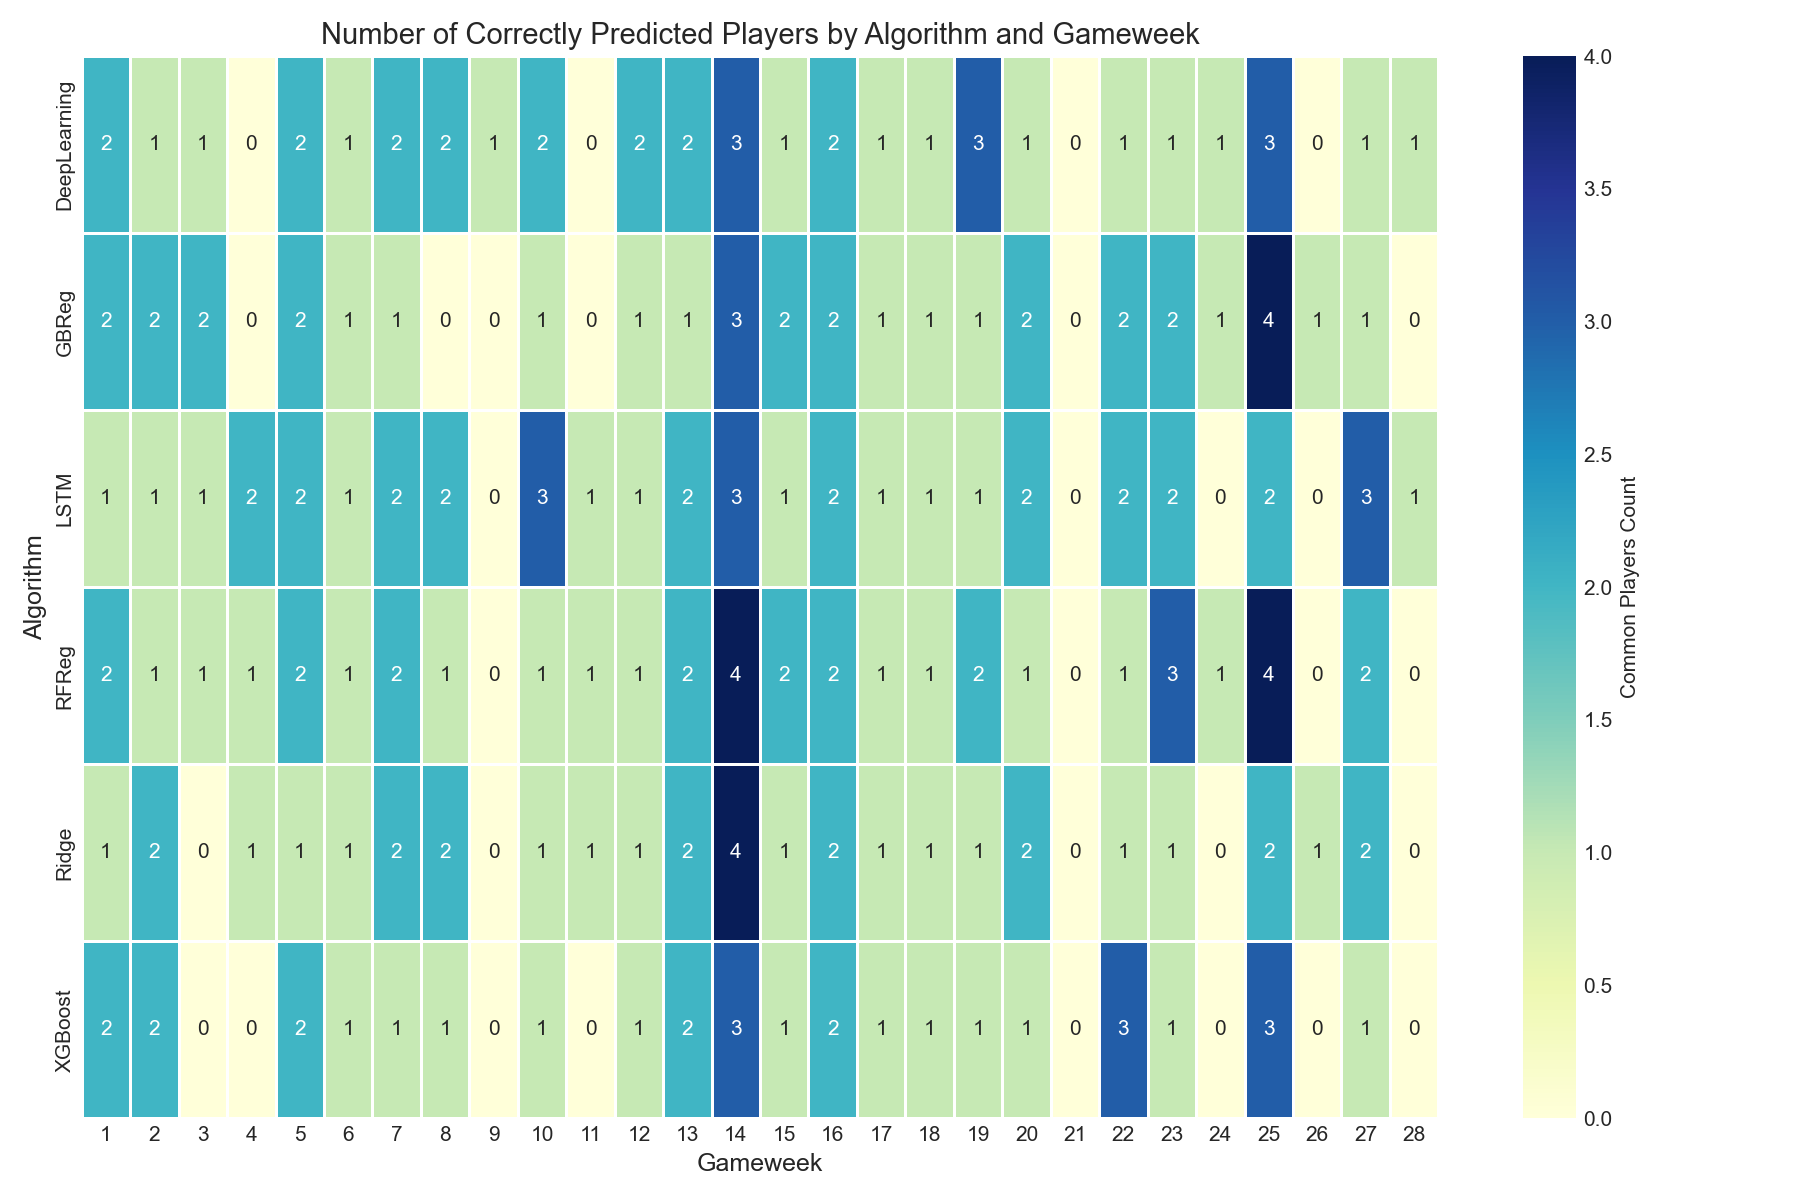 Number of Correctly Predicted Players by Algorithm and Gameweek
Algorithm
DeepLearning
2 1 1 0 2 1 2 2 1 2 0 2 2 3 1 2 1 1 3 1 0 1 1 1 3 0 1 1
GBReg
2 2 2 0 2 1 1 0 0 1 0 1 1 3 2 2 1 1 1 2 0 2 2 1 4 1 1 0
LSTM
1 1 1 2 2 1 2 2 0 3 1 1 2 3 1 2 1 1 1 2 0 2 2 0 2 0 3 1
RFReg
2 1 1 1 2 1 2 1 0 1 1 1 2 4 2 2 1 1 2 1 0 1 3 1 4 0 2 0
Ridge
1 2 0 1 1 1 2 2 0 1 1 1 2 4 1 2 1 1 1 2 0 1 1 0 2 1 2 0
XGBoost
2 2 0 0 2 1 1 1 0 1 0 1 2 3 1 2 1 1 1 1 0 3 1 0 3 0 1 0
1 2 3 4 5 6 7 8 9 10 11 12 13 14 15 16 17 18 19 20 21 22 23 24 25 26 27 28
Gameweek
4.0
3.5
3.0
2.5
2.0
1.5
1.0
0.5
0.0
Common Players Count